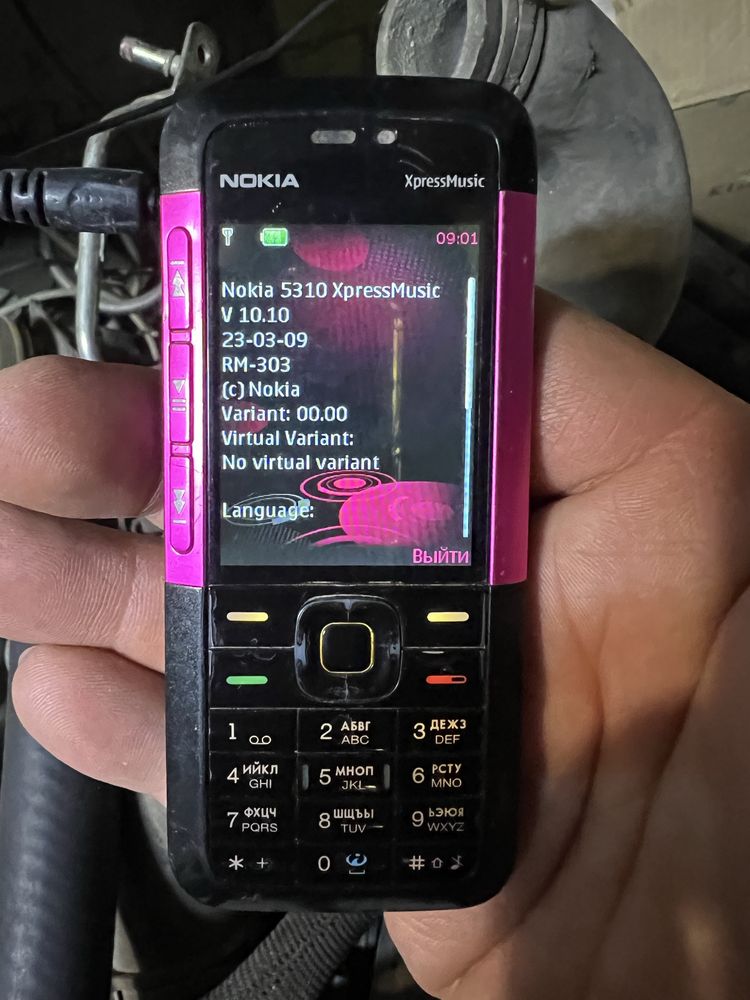 NOKIA XpressMusic
09:01
Nokia 5310 XpressMusic
V 10.10
23-03-09
RM-303
(c) Nokia
Variant: 00.00
Virtual Variant:
No virtual variant
Language:
Выйти
1 2 АБВГ ABC 3 ДЕЖЗ DEF
4 ИЙКЛ GHI 5 МНОП JKL 6 РСТУ MNO
7 ФХЦЧ PQRS 8 ШЩЪЫ TUV 9 ЬЭЮЯ WXYZ
* + 0 #